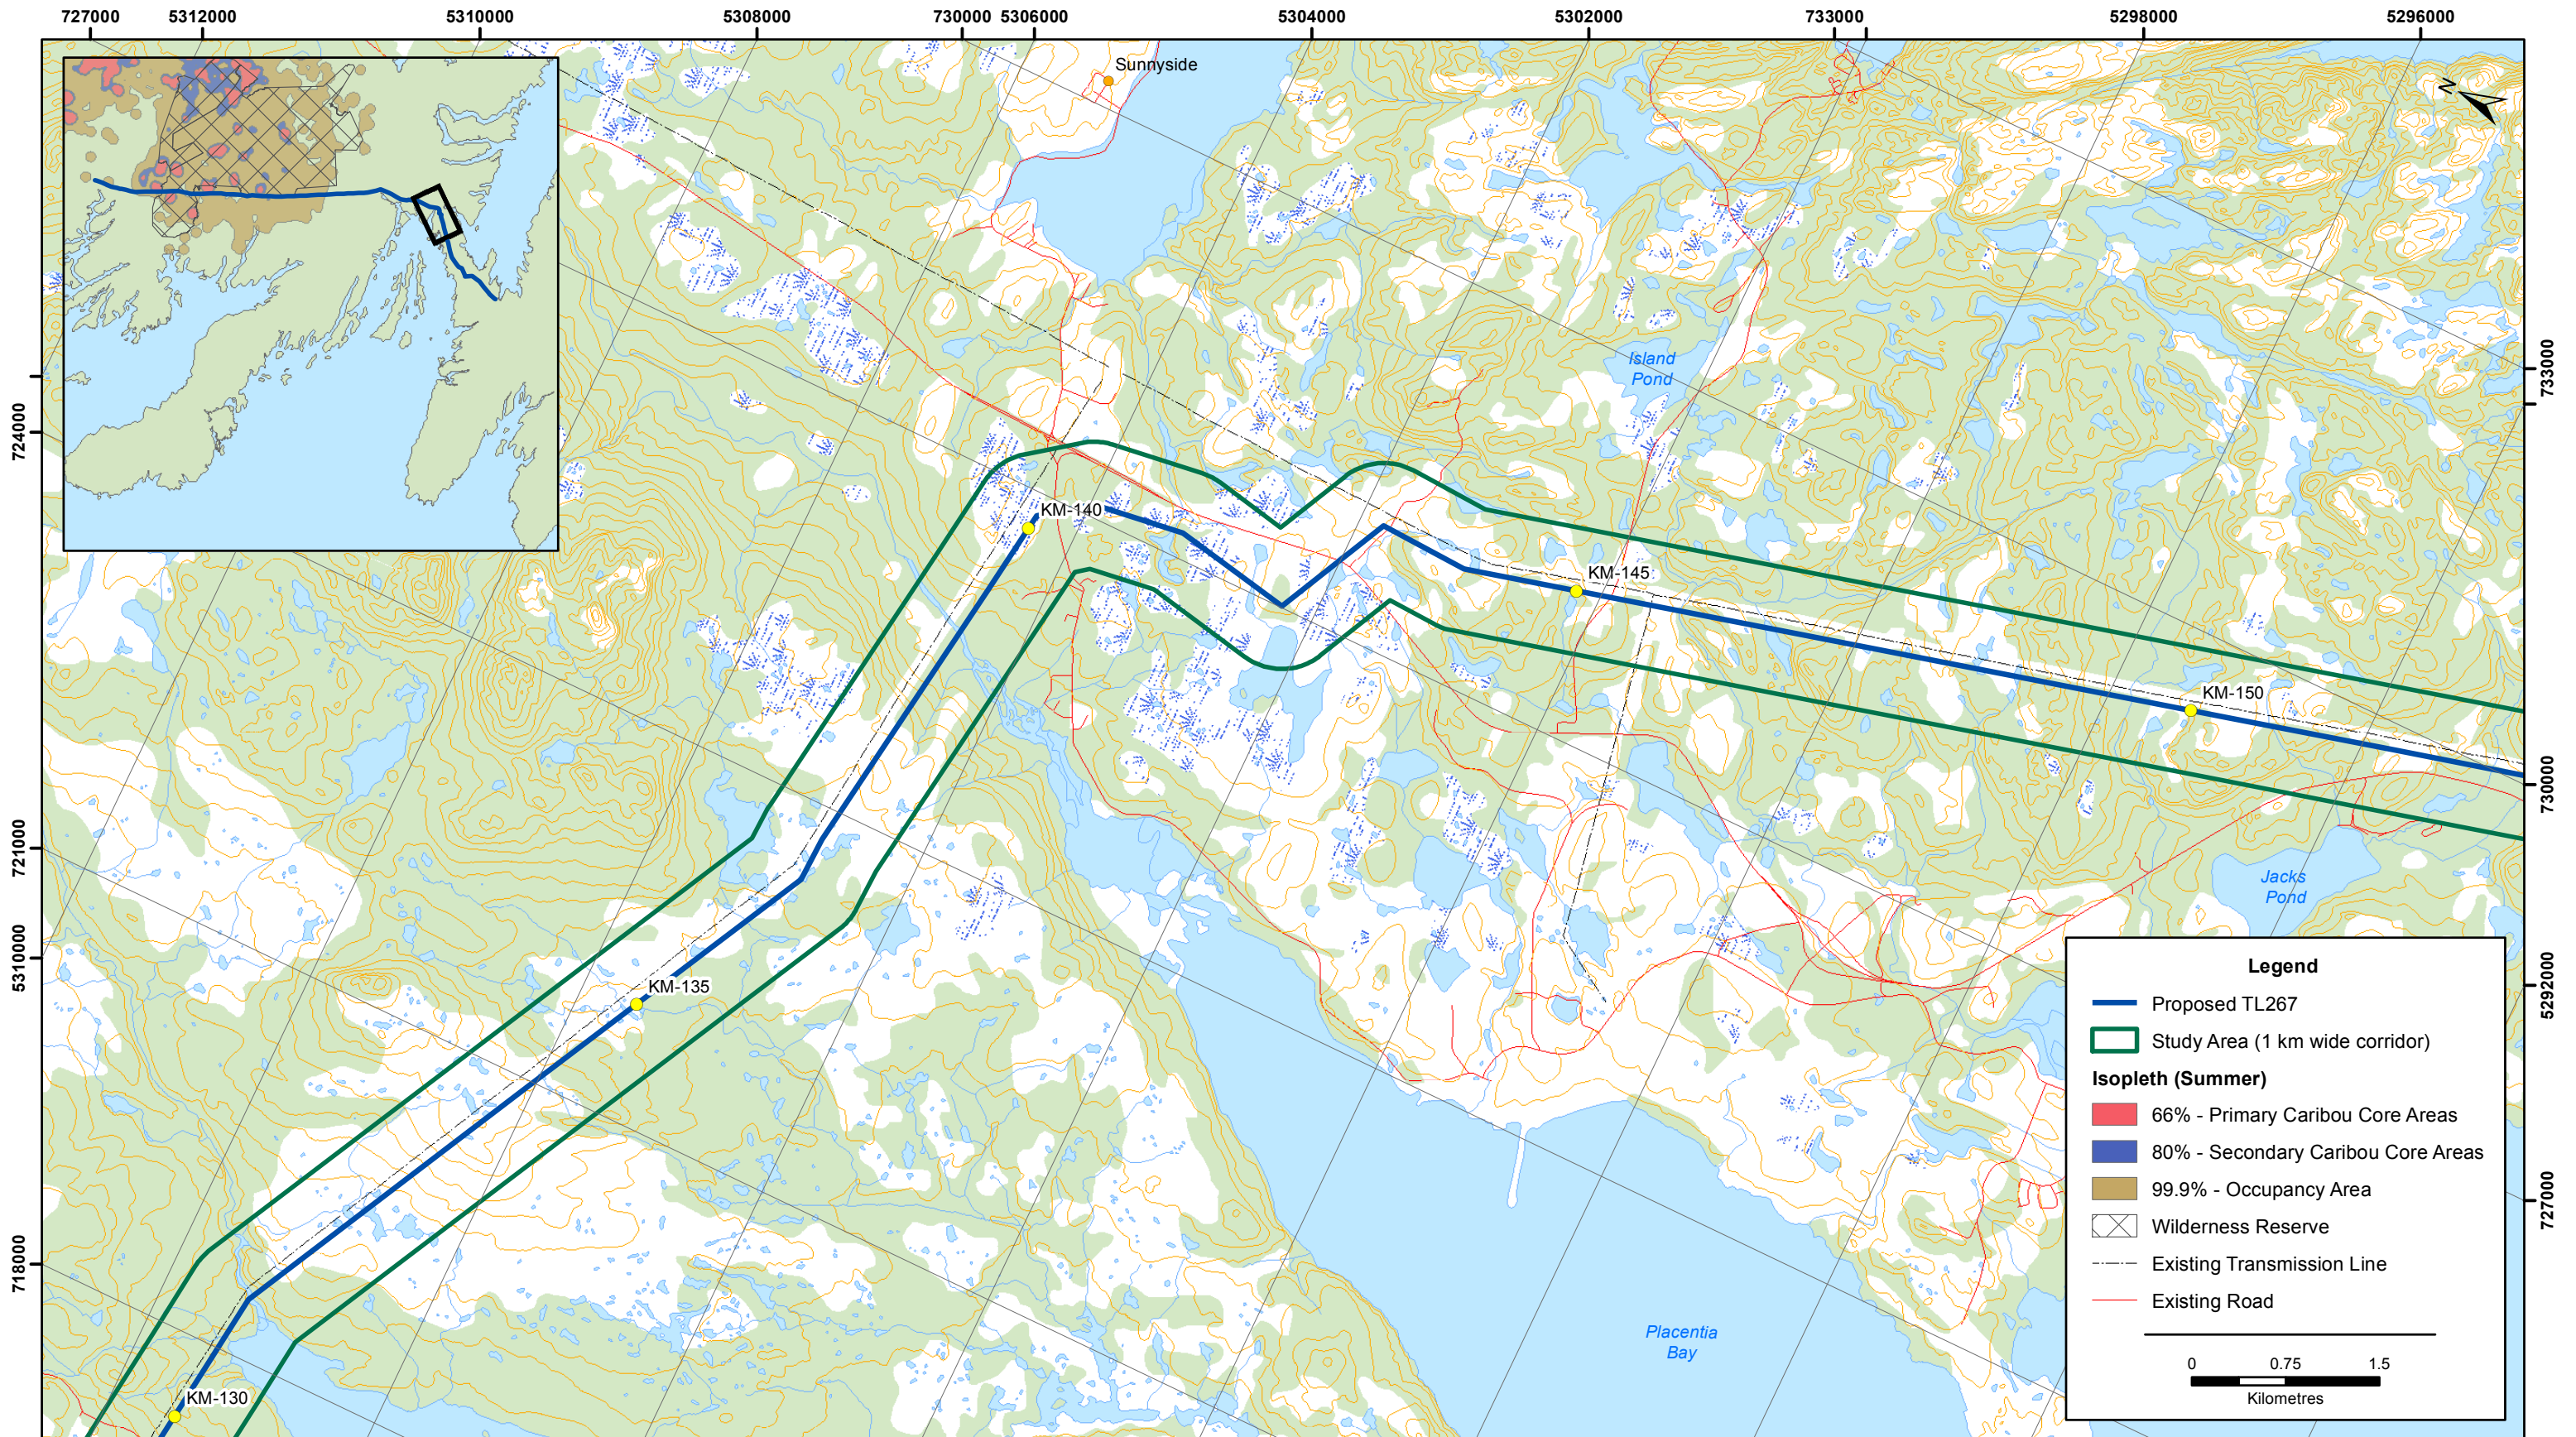 727000 5312000 5310000 5308000 730000 5306000 5304000 5302000 733000 5298000 5296000
Sunnyside
N
Island
Pond
733000
724000
KM-140
KM-145
KM-150
730000
721000
Jacks
Pond
KM-135
5310000
5292000
727000
718000
Placentia
Bay
KM-130
Legend
Proposed TL267
Study Area (1 km wide corridor)
Isopleth (Summer)
66% - Primary Caribou Core Areas
80% - Secondary Caribou Core Areas
99.9% - Occupancy Area
Wilderness Reserve
Existing Transmission Line
Existing Road
0 0.75 1.5
Kilometres